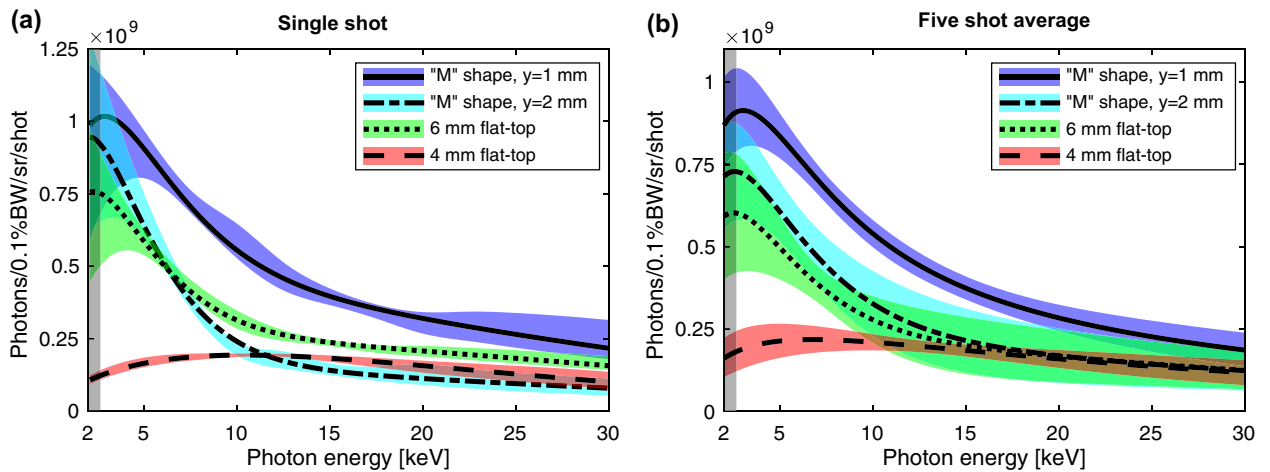 (a)
Single shot
× 10^9
1.25
1
0.75
0.5
0.25
0
2
5
10
15
20
25
30
Photon energy [keV]
Photons/0.1%BW/sr/shot
"M" shape, y=1 mm
"M" shape, y=2 mm
6 mm flat-top
4 mm flat-top
(b)
Five shot average
× 10^9
1
0.75
0.5
0.25
0
2
5
10
15
20
25
30
Photon energy [keV]
Photons/0.1%BW/sr/shot
"M" shape, y=1 mm
"M" shape, y=2 mm
6 mm flat-top
4 mm flat-top